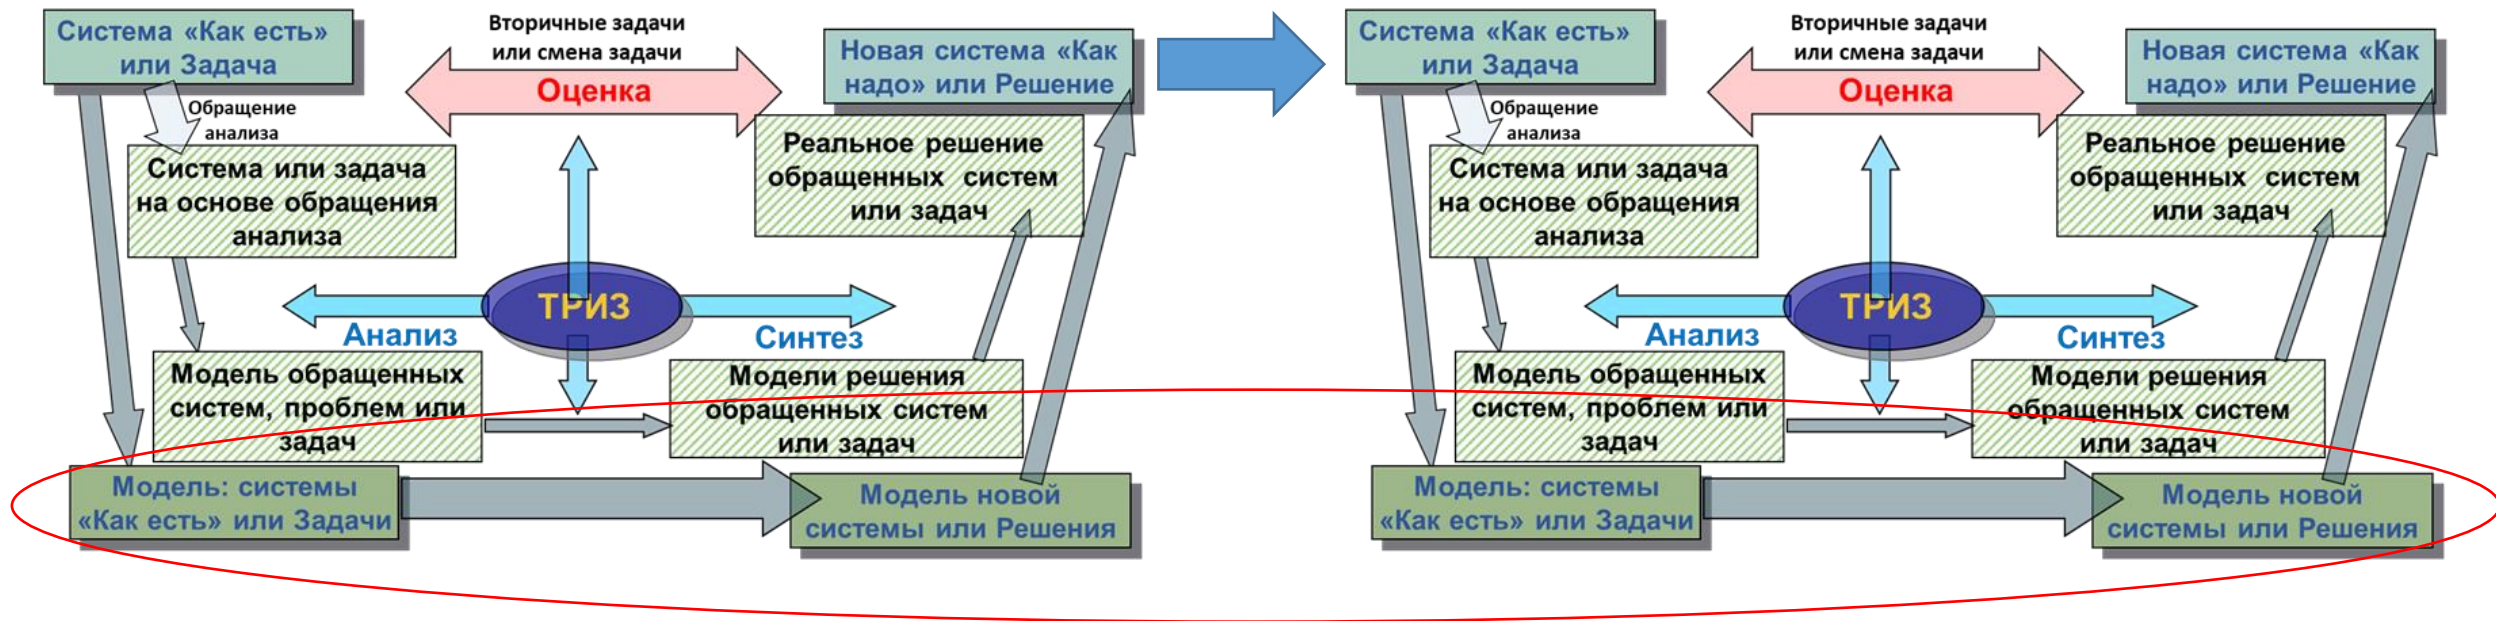 Система «Как есть»
или Задача
Вторичные задачи
или смена задачи
Оценка
Новая система «Как
надо» или Решение
Обращение
анализа
Система или задача
на основе обращения
анализа
Реальное решение
обращенных систем
или задач
ТРИЗ
Анализ
Синтез
Модель обращенных
систем, проблем или
задач
Модели решения
обращенных систем
или задач
Модель: системы
«Как есть» или Задачи
Модель новой
системы или Решения
Система «Как есть»
или Задача
Вторичные задачи
или смена задачи
Оценка
Новая система «Как
надо» или Решение
Обращение
анализа
Система или задача
на основе обращения
анализа
Реальное решение
обращенных систем
или задач
ТРИЗ
Анализ
Синтез
Модель обращенных
систем, проблем или
задач
Модели решения
обращенных систем
или задач
Модель: системы
«Как есть» или Задачи
Модель новой
системы или Решения